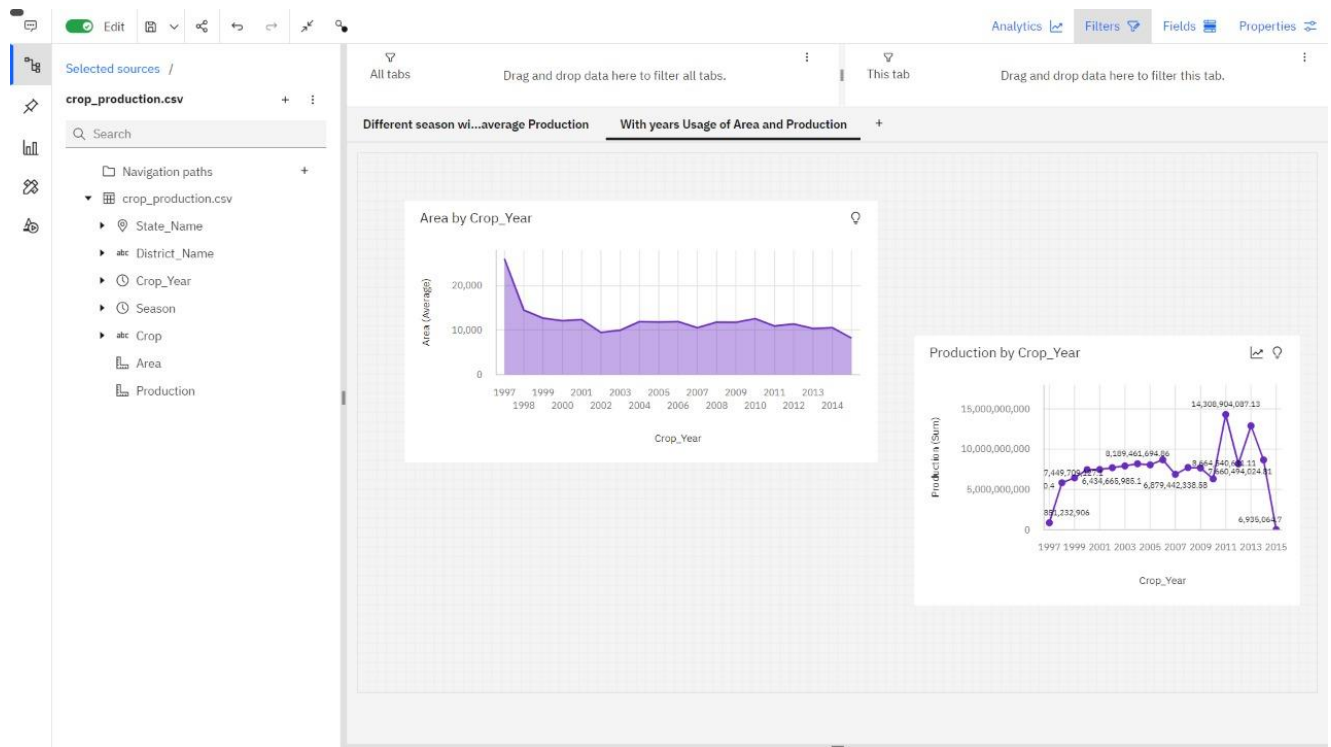 Edit
Analytics
Filters
Fields
Properties
Selected sources /
crop_production.csv
Search
Navigation paths
crop_production.csv
State_Name
abc District_Name
Crop_Year
Season
abc Crop
Area
Production
All tabs
Drag and drop data here to filter all tabs.
This tab
Drag and drop data here to filter this tab.
Different season wi...average Production
With years Usage of Area and Production
Area by Crop_Year
Area (Average)
20,000
10,000
0
1997 1999 2001 2003 2005 2007 2009 2011 2013
1998 2000 2002 2004 2006 2008 2010 2012 2014
Crop_Year
Production by Crop_Year
Production (Sum)
15,000,000,000
10,000,000,000
5,000,000,000
0
14,308,904,087.13
8,189,461,694.86
6,434,665,985.1
6,879,442,338.55
851,232,906
6,935,064.7
1997 1999 2001 2003 2005 2007 2009 2011 2013 2015
Crop_Year